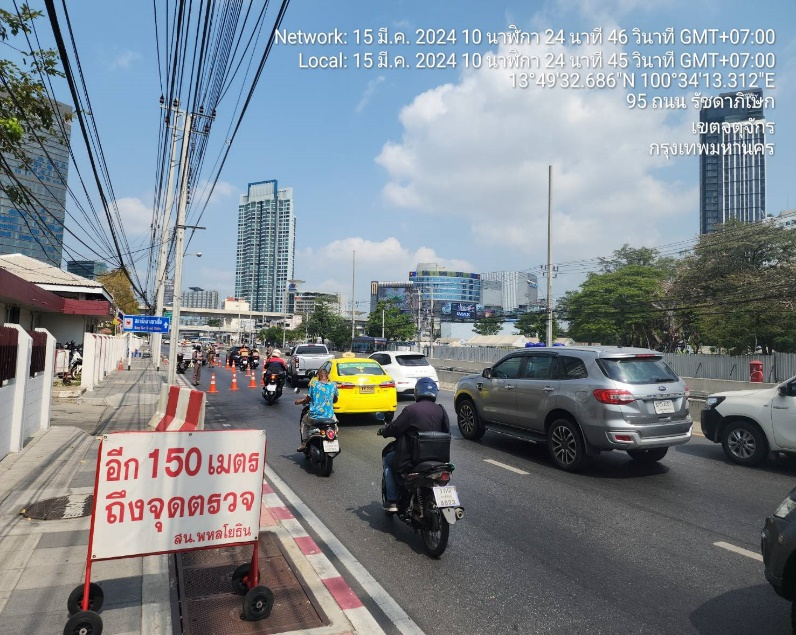 Network: 15 มี.ค. 2024 10 นาฬิกา 24 นาที 46 วินาที GMT+07:00
Local: 15 มี.ค. 2024 10 นาฬิกา 24 นาที 45 วินาที GMT+07:00
13°49'32.686"N 100°34'13.312"E
95 ถนน รัชดาภิเษก
เขตจตุจักร
กรุงเทพมหานคร
อีก 150 เมตร
ถึงจุดตรวจ
สน.พหลโยธิน